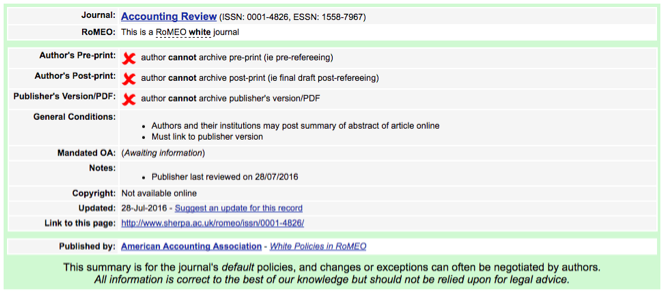 Journal: Accounting Review (ISSN: 0001-4826, ESSN: 1558-7967)
RoMEO: This is a RoMEO white journal
Author's Pre-print: author cannot archive pre-print (ie pre-refereeing)
Author's Post-print: author cannot archive post-print (ie final draft post-refereeing)
Publisher's Version/PDF: author cannot archive publisher's version/PDF
General Conditions:
• Authors and their institutions may post summary of abstract of article online
• Must link to publisher version
Mandated OA: (Awaiting information)
Notes:
• Publisher last reviewed on 28/07/2016
Copyright: Not available online
Updated: 28-Jul-2016 - Suggest an update for this record
Link to this page: http://www.sherpa.ac.uk/romeo/issn/0001-4826/
Published by: American Accounting Association - White Policies in RoMEO
This summary is for the journal's default policies, and changes or exceptions can often be negotiated by authors.
All information is correct to the best of our knowledge but should not be relied upon for legal advice.